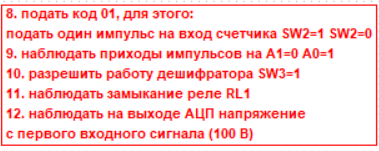 8. подать код 01, для этого:
подать один импульс на вход счетчика SW2=1 SW2=0
9. наблюдать приходы импульсов на A1=0 A0=1
10. разрешить работу дешифратора SW3=1
11. наблюдать замыкание реле RL1
12. наблюдать на выходе АЦП напряжение
с первого входного сигнала (100 В)